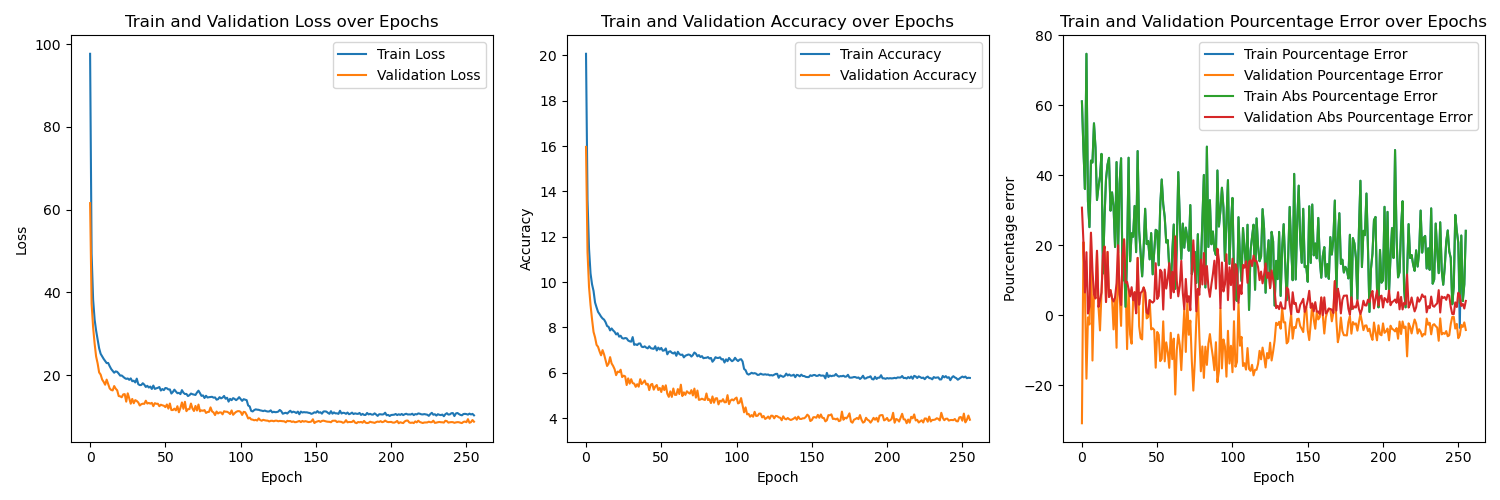 Train and Validation Loss over Epochs
Train Loss
Validation Loss
100
80
60
40
20
Loss
0
50
100
150
200
250
Epoch
Train and Validation Accuracy over Epochs
Train Accuracy
Validation Accuracy
20
18
16
14
12
10
8
6
4
Accuracy
0
50
100
150
200
250
Epoch
Train and Validation Pourcentage Error over Epochs
Train Pourcentage Error
Validation Pourcentage Error
Train Abs Pourcentage Error
Validation Abs Pourcentage Error
80
60
40
20
0
−20
Pourcentage error
0
50
100
150
200
250
Epoch